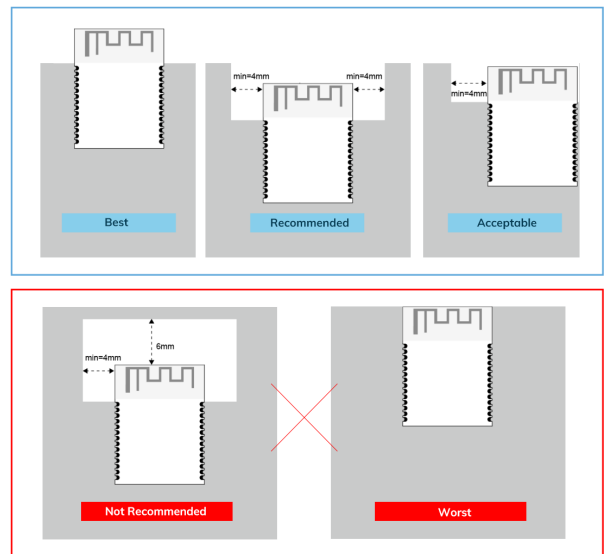 min=4mm
min=4mm
min=4mm
Best
Recommended
Acceptable
6mm
min=4mm
Not Recommended
Worst